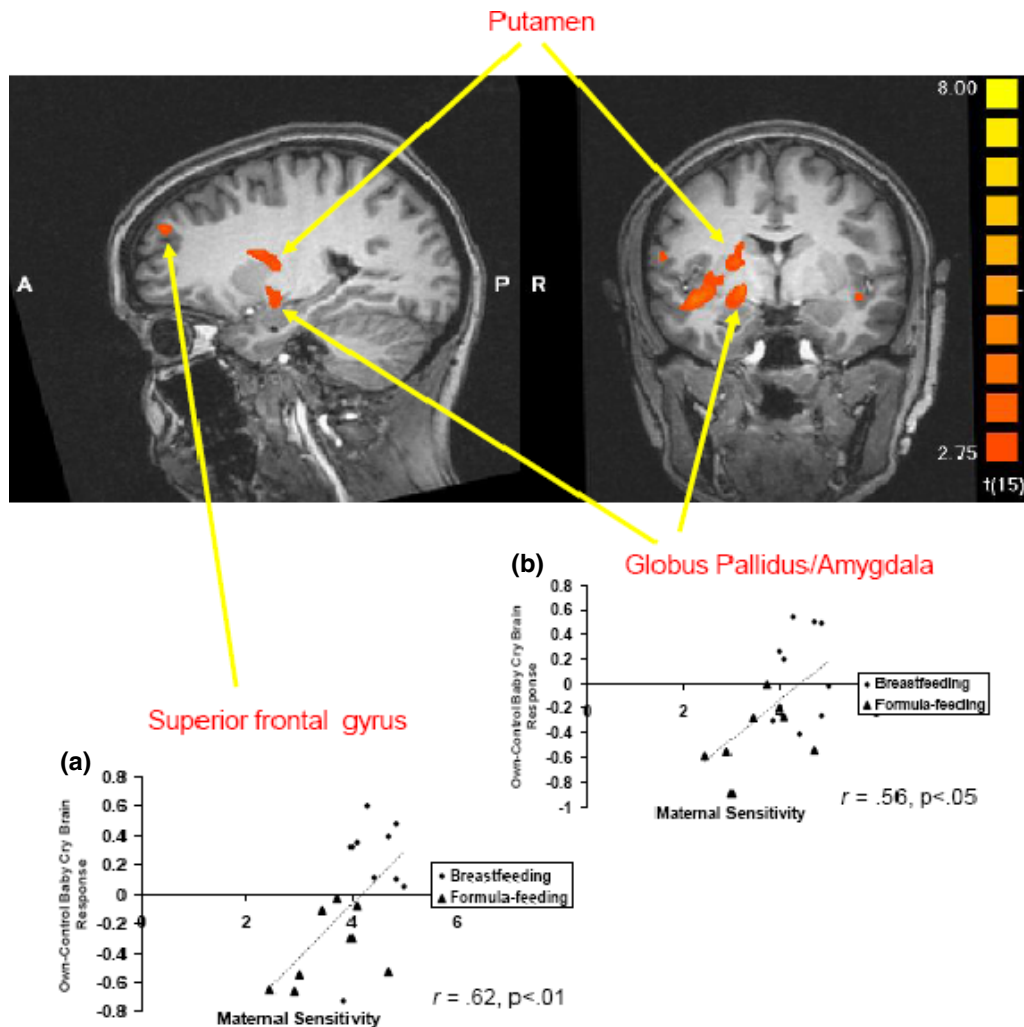 Putamen
8.00
A
P
R
2.75
t(15)
(b)
Globus Pallidus/Amygdala
Own-Control Baby Cry Brain
Response
0.8
0.6
0.4
0.2
0
-0.2
-0.4
-0.6
-0.8
-1
0
2
Breastfeeding
Formula-feeding
Maternal Sensitivity
r = .56, p<.05
Superior frontal gyrus
(a)
Own-Control Baby Cry Brain
Response
0.8
0.6
0.4
0.2
0
-0.2
-0.4
-0.6
-0.8
0
2
4
6
Breastfeeding
Formula-feeding
Maternal Sensitivity
r = .62, p<.01